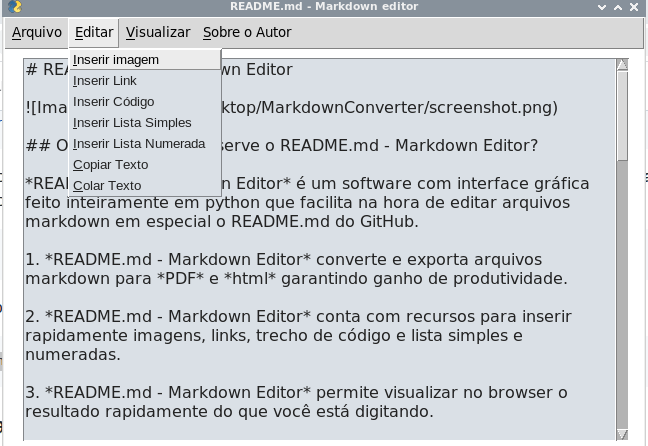 README.md - Markdown editor
Arquivo Editar Visualizar Sobre o Autor
Inserir imagem
Inserir Link
Inserir Código
Inserir Lista Simples
Inserir Lista Numerada
Copiar Texto
Colar Texto
# REA wn Editor
![Ima ktop/MarkdownConverter/screenshot.png)
## O serve o README.md - Markdown Editor?
*REA wn Editor* é um software com interface gráfica
feito inteiramente em python que facilita na hora de editar arquivos
markdown em especial o README.md do GitHub.
1. *README.md - Markdown Editor* converte e exporta arquivos
markdown para *PDF* e *html* garantindo ganho de produtividade.
2. *README.md - Markdown Editor* conta com recursos para inserir
rapidamente imagens, links, trecho de código e lista simples e
numeradas.
3. *README.md - Markdown Editor* permite visualizar no browser o
resultado rapidamente do que você está digitando.